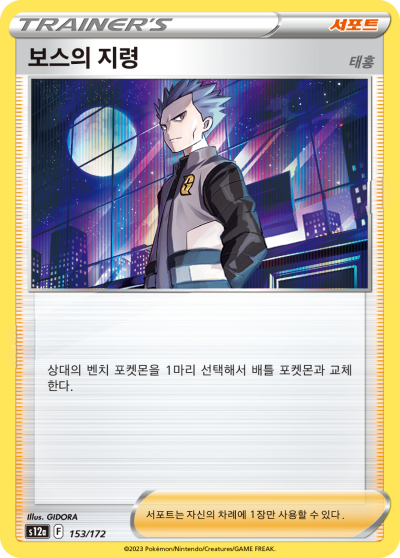 TRAINER'S
서포트
보스의 지령
태홍
상대의 벤치 포켓몬을 1마리 선택해서 배틀 포켓몬과 교체
한다.
Illus. GIDORA
서포트는 자신의 차례에 1장만 사용할 수 있다.
s12a F 153/172
©2023 Pokémon/Nintendo/Creatures/GAME FREAK.